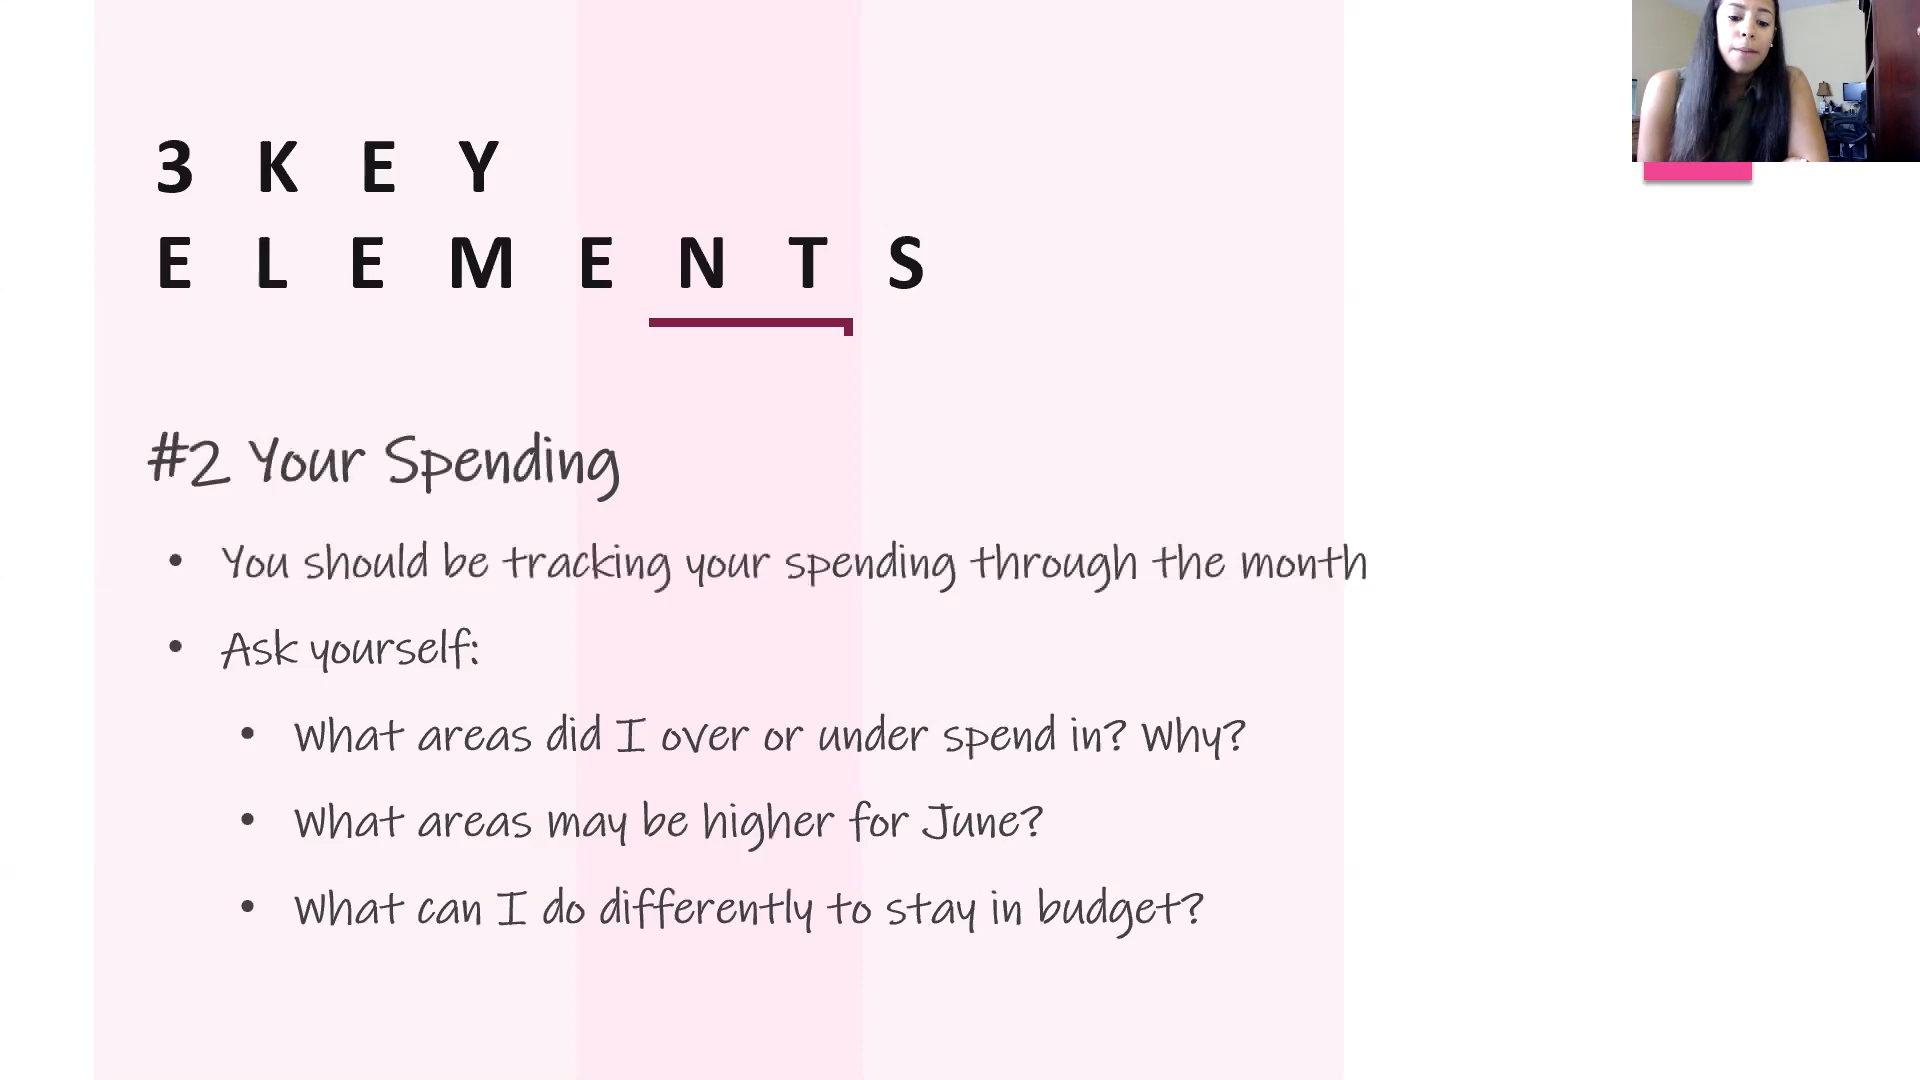 3 KEY
ELEMENTS
#2 Your Spending
• You should be tracking your spending through the month
• Ask yourself:
• What areas did I over or under spend in? Why?
• What areas may be higher for June?
• What can I do differently to stay in budget?